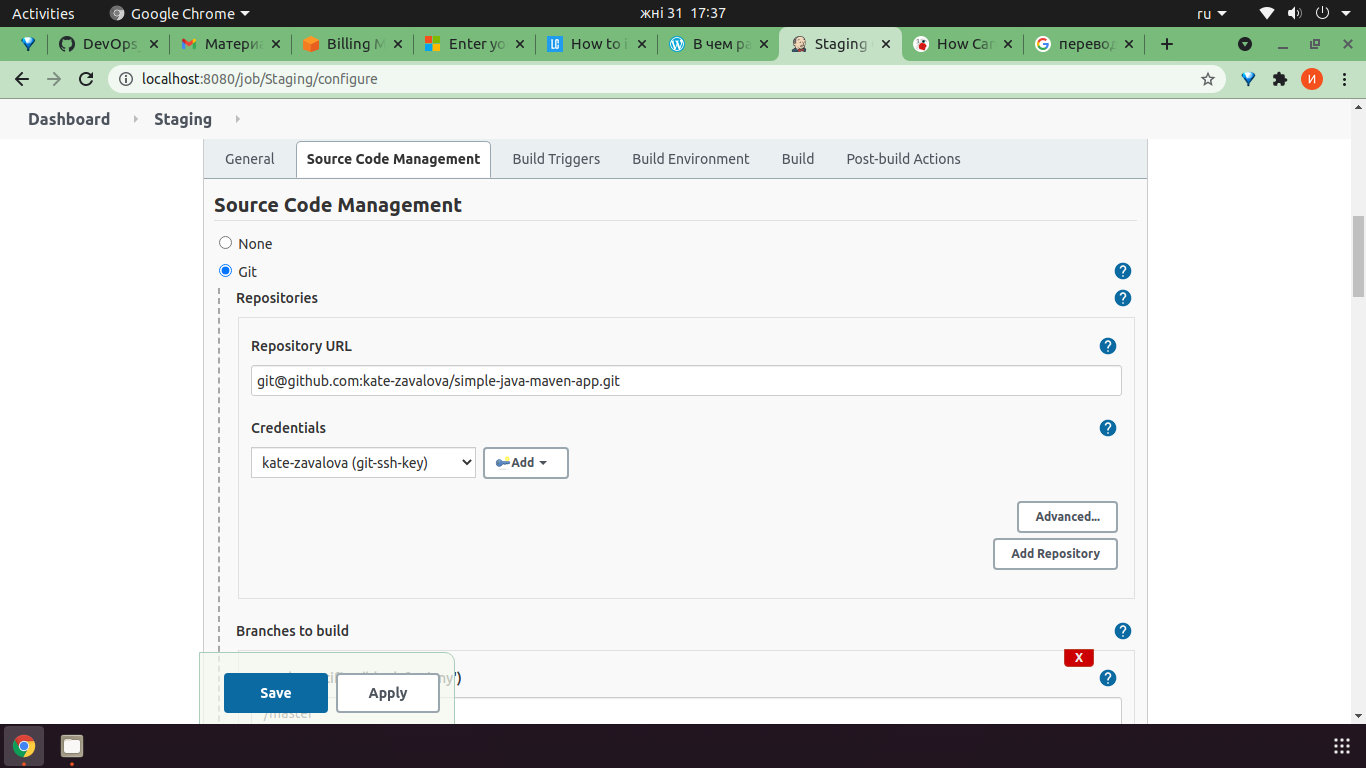 Activities Google Chrome жні 31 17:37 ru
DevOps Матери Billing M Enter yo How to i В чем ра Staging How Can перевод
localhost:8080/job/Staging/configure И
Dashboard Staging
General Source Code Management Build Triggers Build Environment Build Post-build Actions
Source Code Management
None
Git ?
Repositories ?
Repository URL ?
git@github.com:kate-zavalova/simple-java-maven-app.git
Credentials ?
kate-zavalova (git-ssh-key) Add
Advanced...
Add Repository
Branches to build ?
X
?
Save Apply
/master